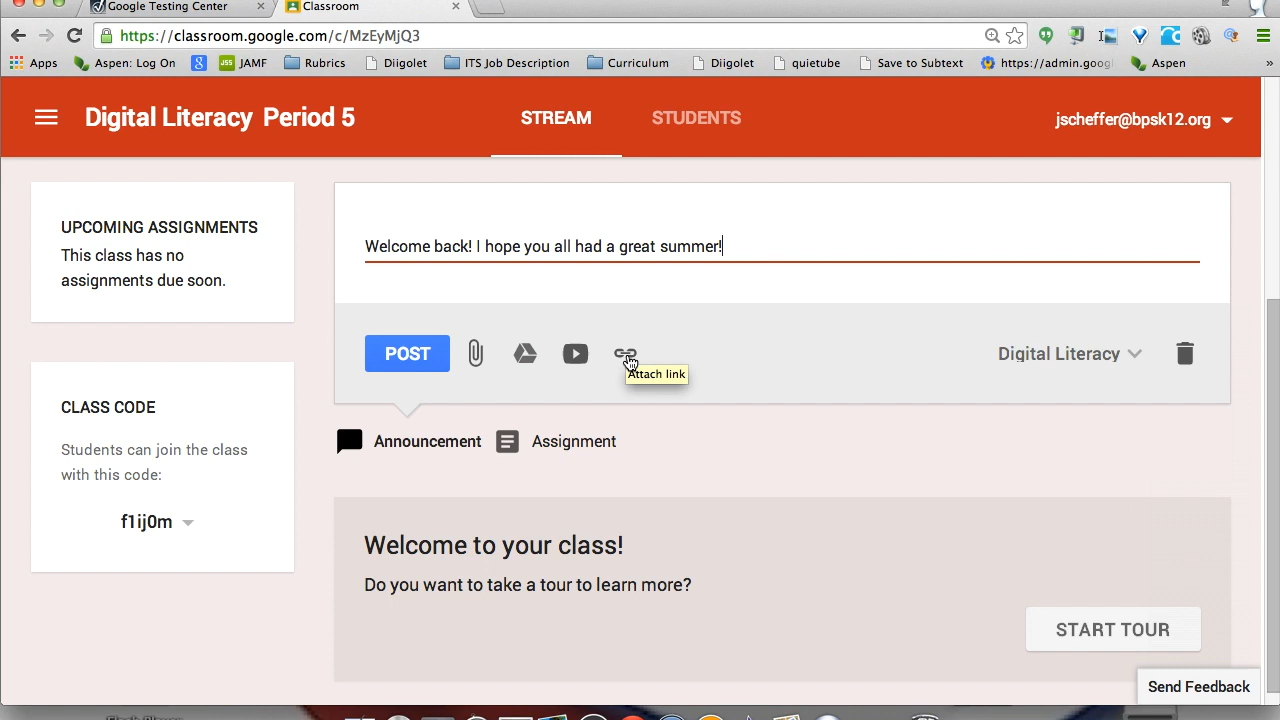 Google Testing Center
Classroom
https://classroom.google.com/c/MzEyMjQ3
Apps Aspen: Log On JSS JAMF Rubrics Diigolet ITS Job Description Curriculum Diigolet quietube Save to Subtext https://admin.goog Aspen »
Digital Literacy Period 5
STREAM
STUDENTS
jscheffer@bpsk12.org
UPCOMING ASSIGNMENTS
This class has no
assignments due soon.
CLASS CODE
Students can join the class
with this code:
f1ij0m
Welcome back! I hope you all had a great summer!
POST
Digital Literacy
Attach link
Announcement
Assignment
Welcome to your class!
Do you want to take a tour to learn more?
START TOUR
Send Feedback